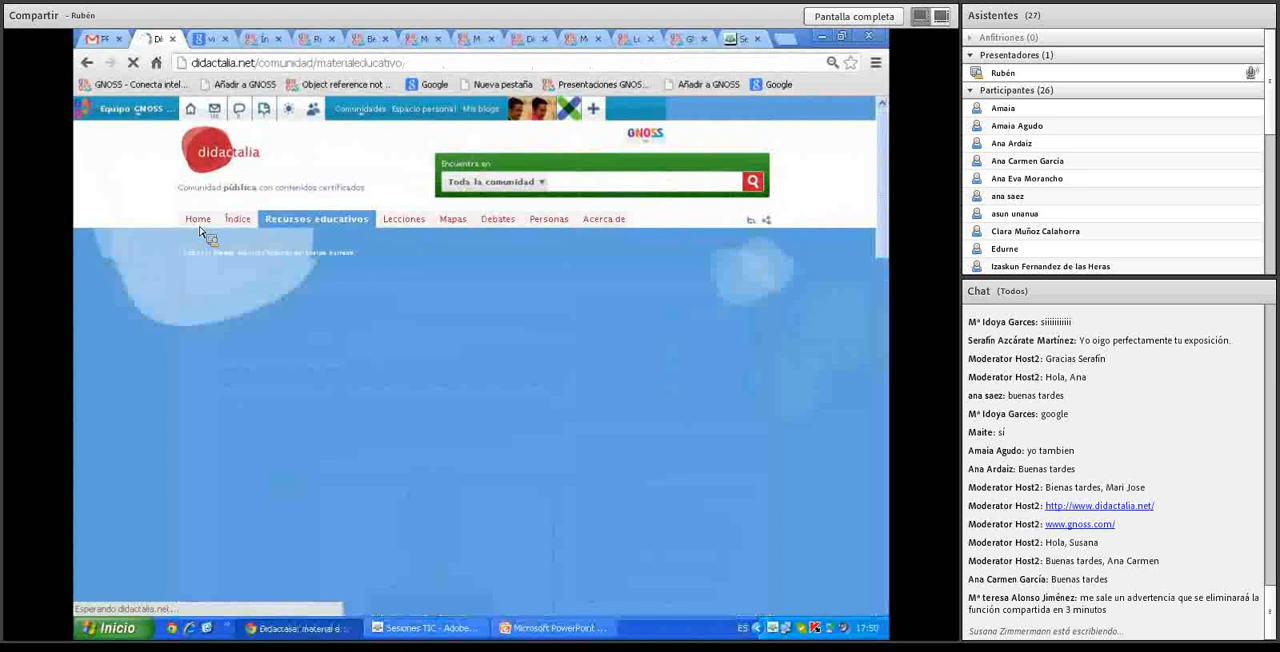 Compartir - Rubén
Pantalla completa
didactalia.net/comunidad/materialeducativo/
GNOSS - Conecta intel... Añadir a GNOSS Object reference not ... Google Nueva pestaña Presentaciones GNOS... Añadir a GNOSS Google
Equipo GNOSS ... Comunidades Espacio personal Mis blogs
GNOSS
didactalia
Comunidad pública con contenidos certificados
Encuentra en
Toda la comunidad
Home Índice Recursos educativos Lecciones Mapas Debates Personas Acerca de
Esperando didactalia.net...
Inicio Didactalia: material e... Sesiones TIC - Adobe... Microsoft PowerPoint ... ES 17:50
Asistentes (27)
Anfitriones (0)
Presentadores (1)
Rubén
Participantes (26)
Amaia
Amaia Agudo
Ana Ardaiz
Ana Carmen García
Ana Eva Morancho
ana saez
asun unanua
Clara Muñoz Calahorra
Edurne
Izaskun Fernandez de las Heras
Chat (Todos)
Mª Idoya Garces: siiiiiiiiiii
Serafín Azcárate Martínez: Yo oigo perfectamente tu exposición.
Moderator Host2: Gracias Serafín
Moderator Host2: Hola, Ana
ana saez: buenas tardes
Mª Idoya Garces: google
Maite: sí
Amaia Agudo: yo tambien
Ana Ardaiz: Buenas tardes
Moderator Host2: Bienas tardes, Mari Jose
Moderator Host2: http://www.didactalia.net/
Moderator Host2: www.gnoss.com/
Moderator Host2: Hola, Susana
Moderator Host2: Buenas tardes, Ana Carmen
Ana Carmen García: Buenas tardes
Mª teresa Alonso Jiménez: me sale un advertencia que se eliminaraá la
función compartida en 3 minutos
Susana Zimmermann está escribiendo...